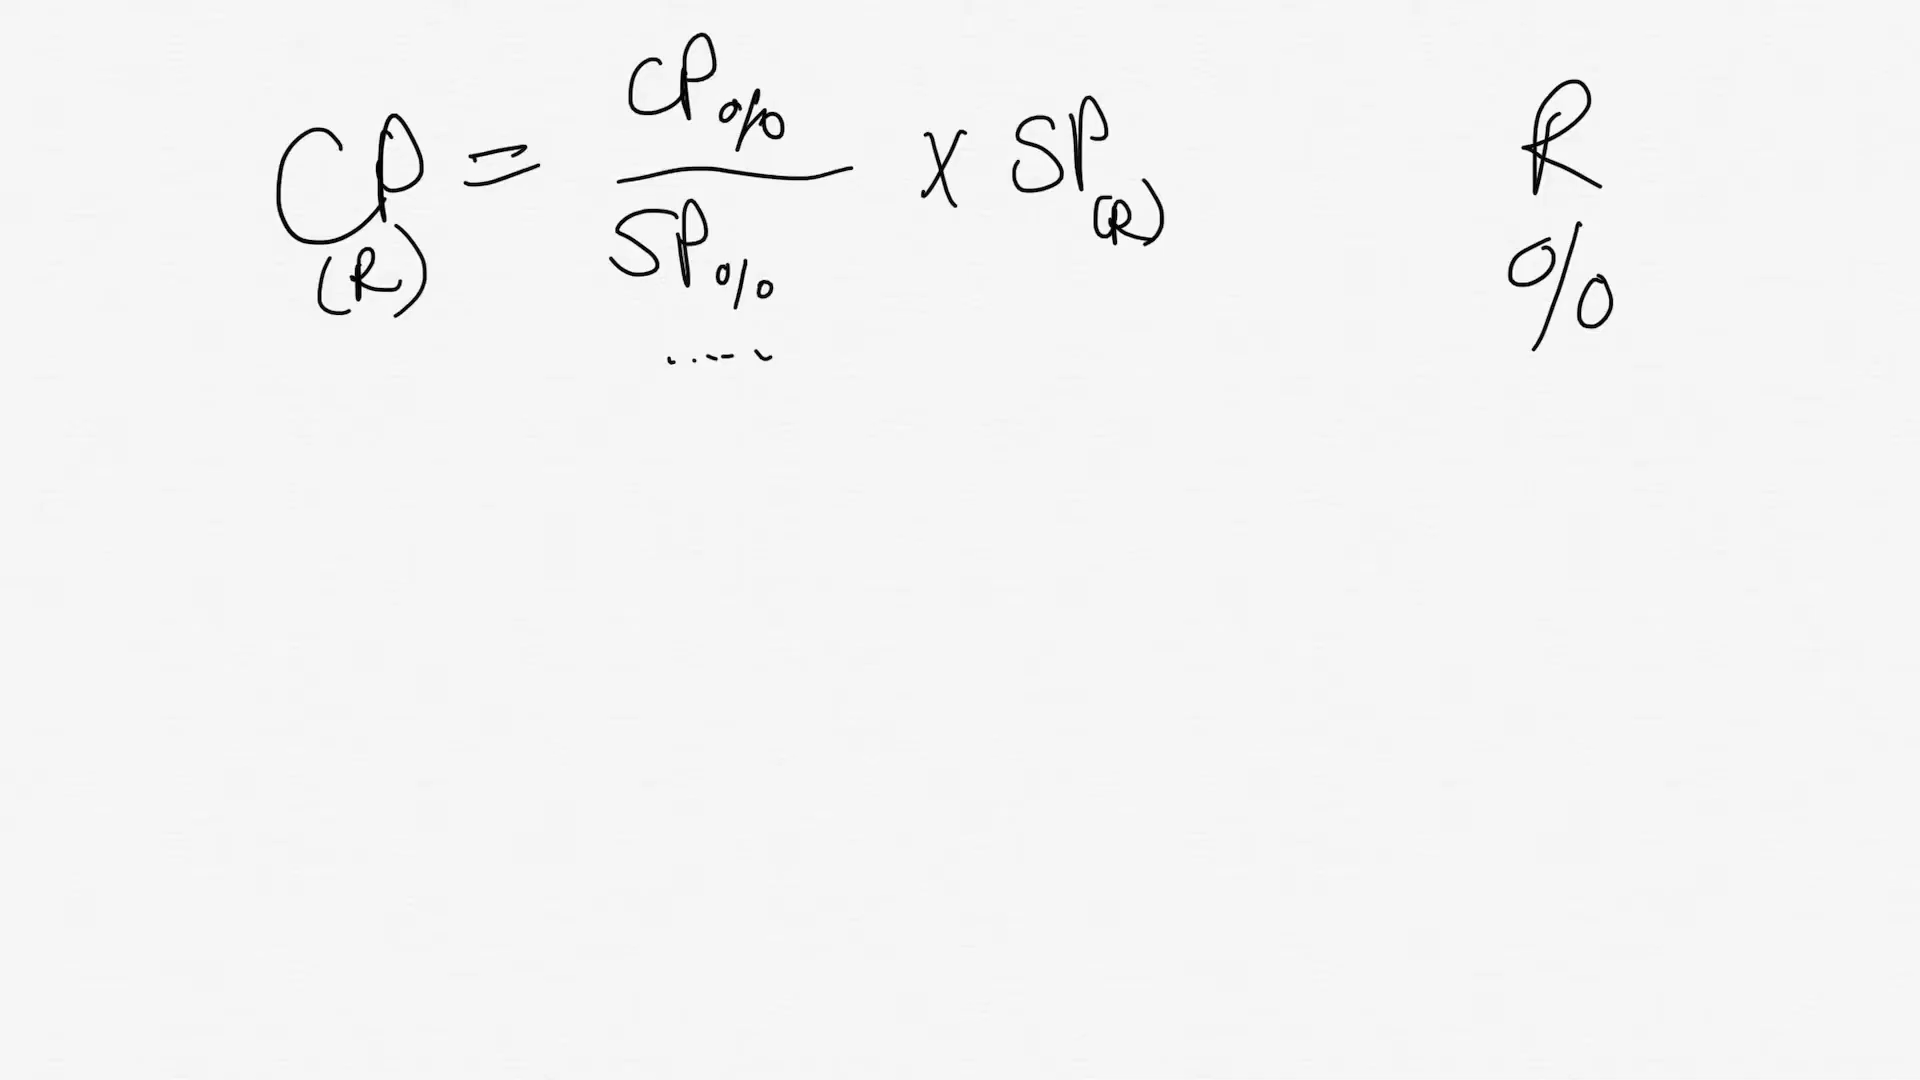 CP(R) = CP% / SP% x SP(R)
.....
R
%